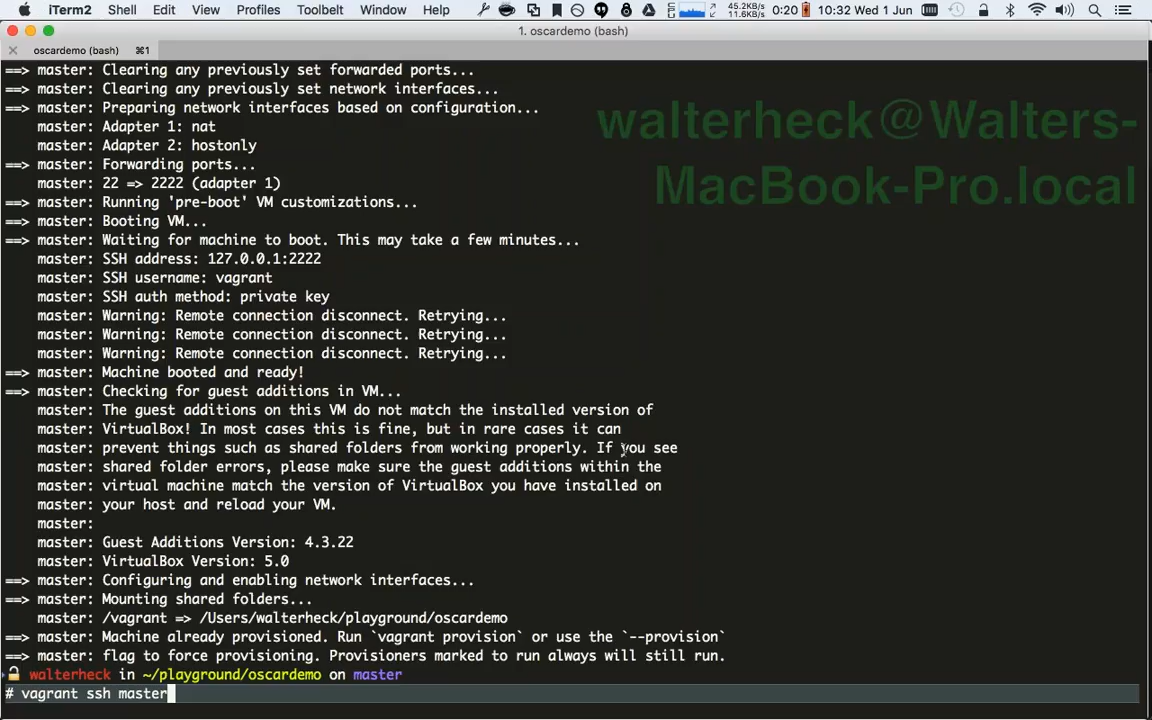 iTerm2 Shell Edit View Profiles Toolbelt Window Help 45.2KB/s 11.6KB/s 0:20 10:32 Wed 1 Jun
1. oscardemo (bash)
oscardemo (bash) ⌘1
==> master: Clearing any previously set forwarded ports...
==> master: Clearing any previously set network interfaces...
==> master: Preparing network interfaces based on configuration...
master: Adapter 1: nat
master: Adapter 2: hostonly
==> master: Forwarding ports...
master: 22 => 2222 (adapter 1)
==> master: Running 'pre-boot' VM customizations...
==> master: Booting VM...
==> master: Waiting for machine to boot. This may take a few minutes...
master: SSH address: 127.0.0.1:2222
master: SSH username: vagrant
master: SSH auth method: private key
master: Warning: Remote connection disconnect. Retrying...
master: Warning: Remote connection disconnect. Retrying...
master: Warning: Remote connection disconnect. Retrying...
==> master: Machine booted and ready!
==> master: Checking for guest additions in VM...
master: The guest additions on this VM do not match the installed version of
master: VirtualBox! In most cases this is fine, but in rare cases it can
master: prevent things such as shared folders from working properly. If you see
master: shared folder errors, please make sure the guest additions within the
master: virtual machine match the version of VirtualBox you have installed on
master: your host and reload your VM.
master:
master: Guest Additions Version: 4.3.22
master: VirtualBox Version: 5.0
==> master: Configuring and enabling network interfaces...
==> master: Mounting shared folders...
master: /vagrant => /Users/walterheck/playground/oscardemo
==> master: Machine already provisioned. Run `vagrant provision` or use the `--provision`
==> master: flag to force provisioning. Provisioners marked to run always will still run.
walterheck in ~/playground/oscardemo on master
# vagrant ssh master
walterheck@Walters-
MacBook-Pro.local